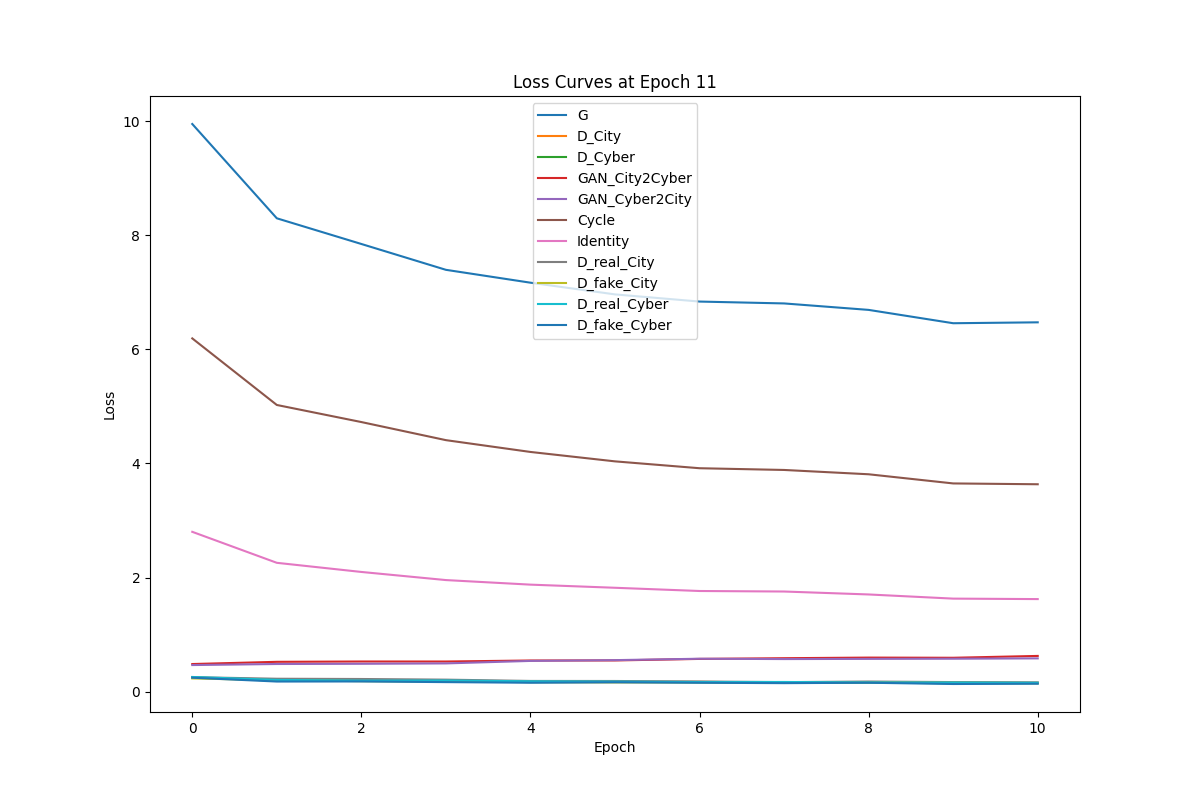 Loss Curves at Epoch 11
G
D_City
D_Cyber
GAN_City2Cyber
GAN_Cyber2City
Cycle
Identity
D_real_City
D_fake_City
D_real_Cyber
D_fake_Cyber
10
8
6
4
2
0
Loss
0 2 4 6 8 10
Epoch